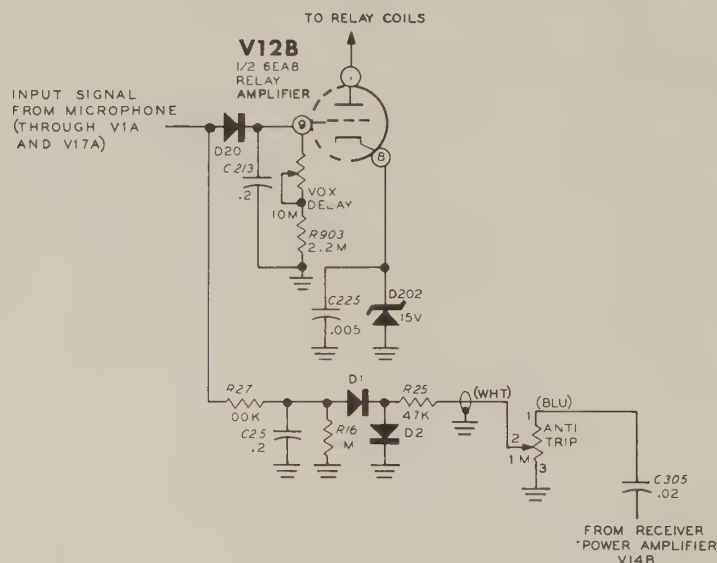 TO RELAY COILS
V12B
1/2 6EA8
RELAY
AMPLIFIER
INPUT SIGNAL
FROM MICROPHONE
(THROUGH V1A
AND V17A)
1
9
8
D20
C213
.2
VOX
DELAY
10M
R903
2.2M
C225
.005
D202
15V
R27
00K
C25
.2
R16
M
D1
D2
R25
47K
(WHT)
(BLU)
1
2
3
ANTI
TRIP
1M
C305
.02
FROM RECEIVER
POWER AMPLIFIER
V14B